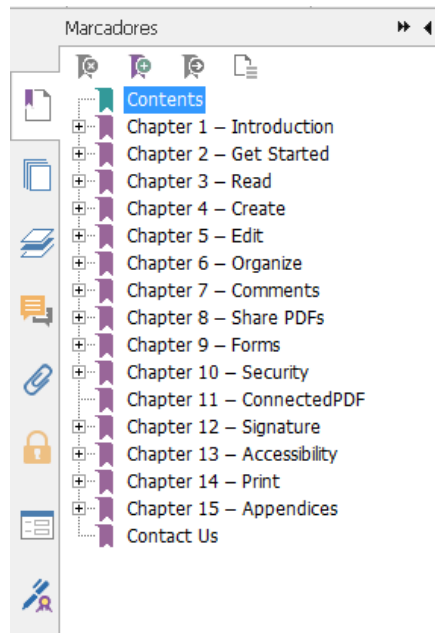 Marcadores
Contents
Chapter 1 – Introduction
Chapter 2 – Get Started
Chapter 3 – Read
Chapter 4 – Create
Chapter 5 – Edit
Chapter 6 – Organize
Chapter 7 – Comments
Chapter 8 – Share PDFs
Chapter 9 – Forms
Chapter 10 – Security
Chapter 11 – ConnectedPDF
Chapter 12 – Signature
Chapter 13 – Accessibility
Chapter 14 – Print
Chapter 15 – Appendices
Contact Us